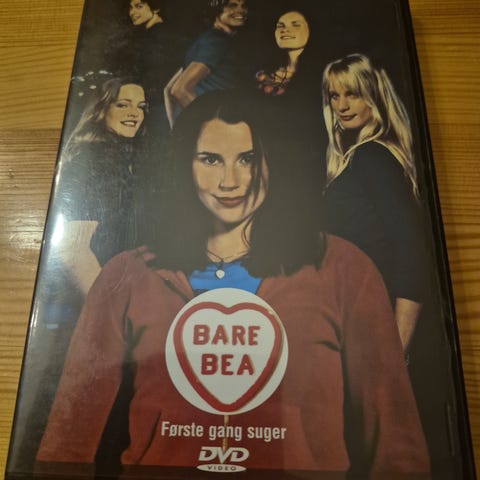 BARE
BEA
Første gang suger
DVD
VIDEO